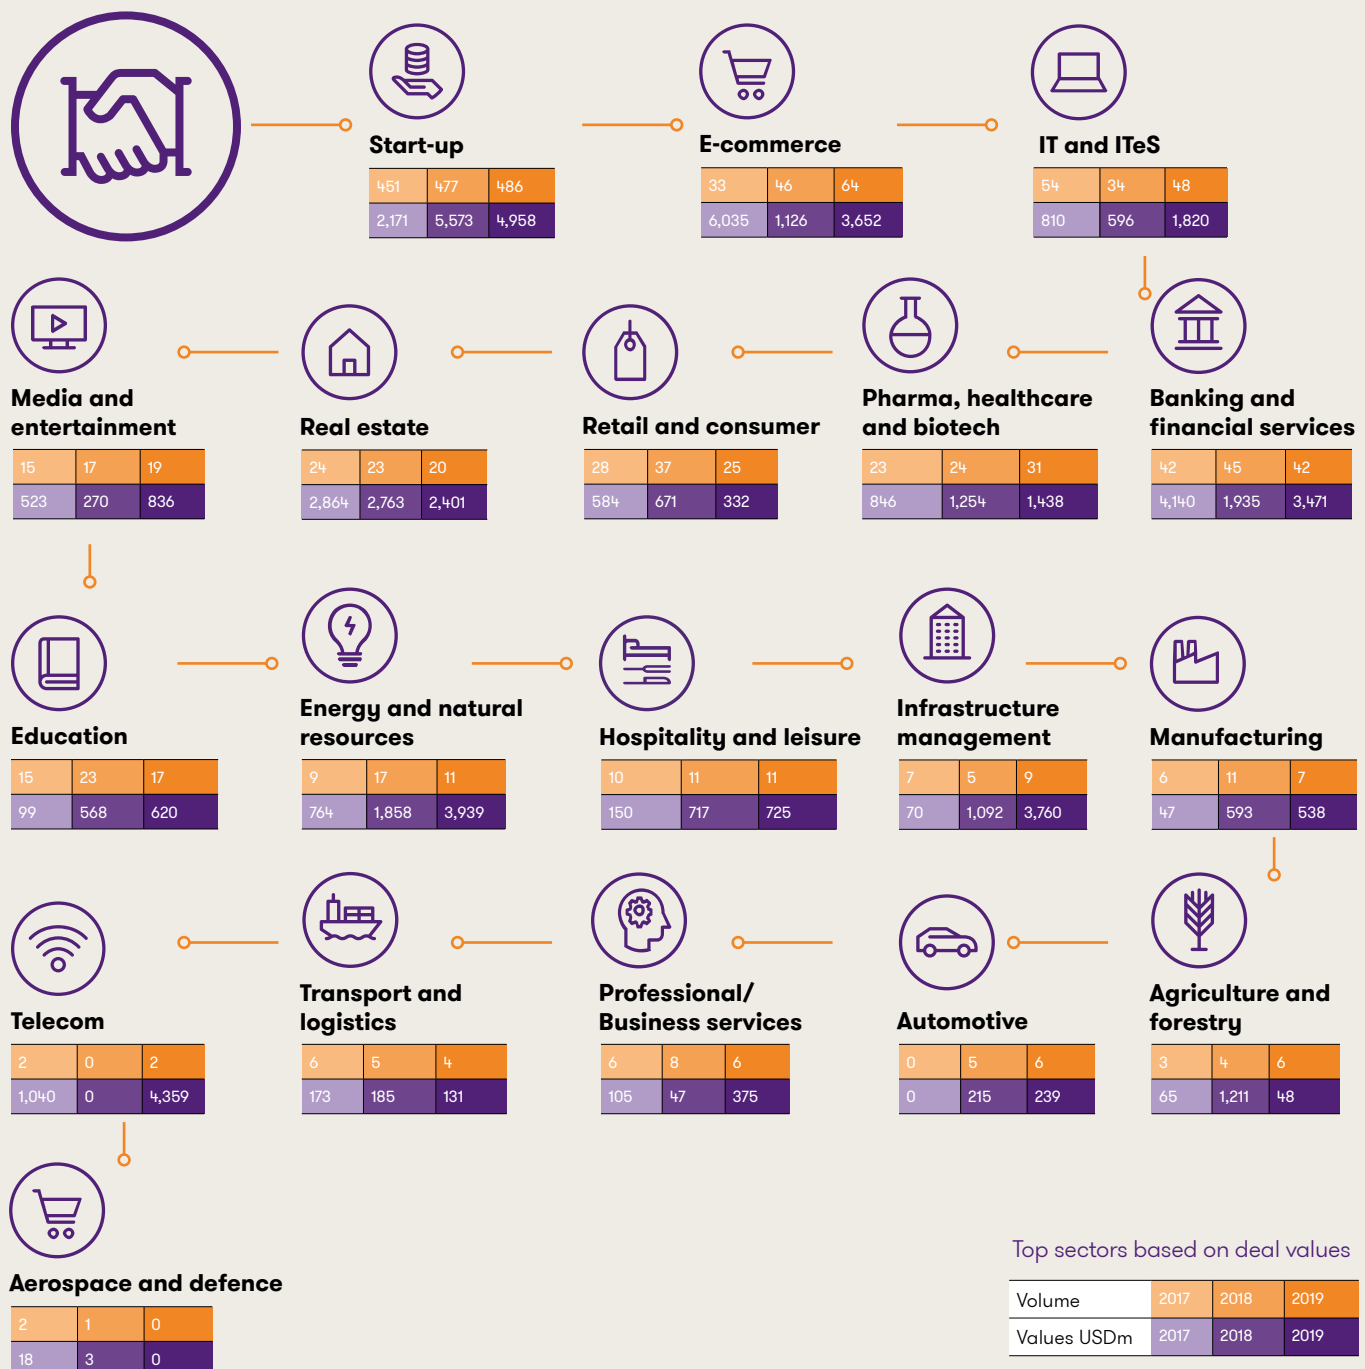 Start-up
451 477 486
2,171 5,573 4,958
E-commerce
33 46 64
6,035 1,126 3,652
IT and ITeS
54 34 48
810 596 1,820
Media and
entertainment
15 17 19
523 270 836
Real estate
24 23 20
2,864 2,763 2,401
Retail and consumer
28 37 25
584 671 332
Pharma, healthcare
and biotech
23 24 31
846 1,254 1,438
Banking and
financial services
42 45 42
4,140 1,935 3,471
Education
15 23 17
99 568 620
Energy and natural
resources
9 17 11
764 1,858 3,939
Hospitality and leisure
10 11 11
150 717 725
Infrastructure
management
7 5 9
70 1,092 3,760
Manufacturing
6 11 7
47 593 538
Telecom
2 0 2
1,040 0 4,359
Transport and
logistics
6 5 4
173 185 131
Professional/
Business services
6 8 6
105 47 375
Automotive
0 5 6
0 215 239
Agriculture and
forestry
3 4 6
65 1,211 48
Aerospace and defence
2 1 0
18 3 0
Top sectors based on deal values
Volume 2017 2018 2019
Values USDm 2017 2018 2019